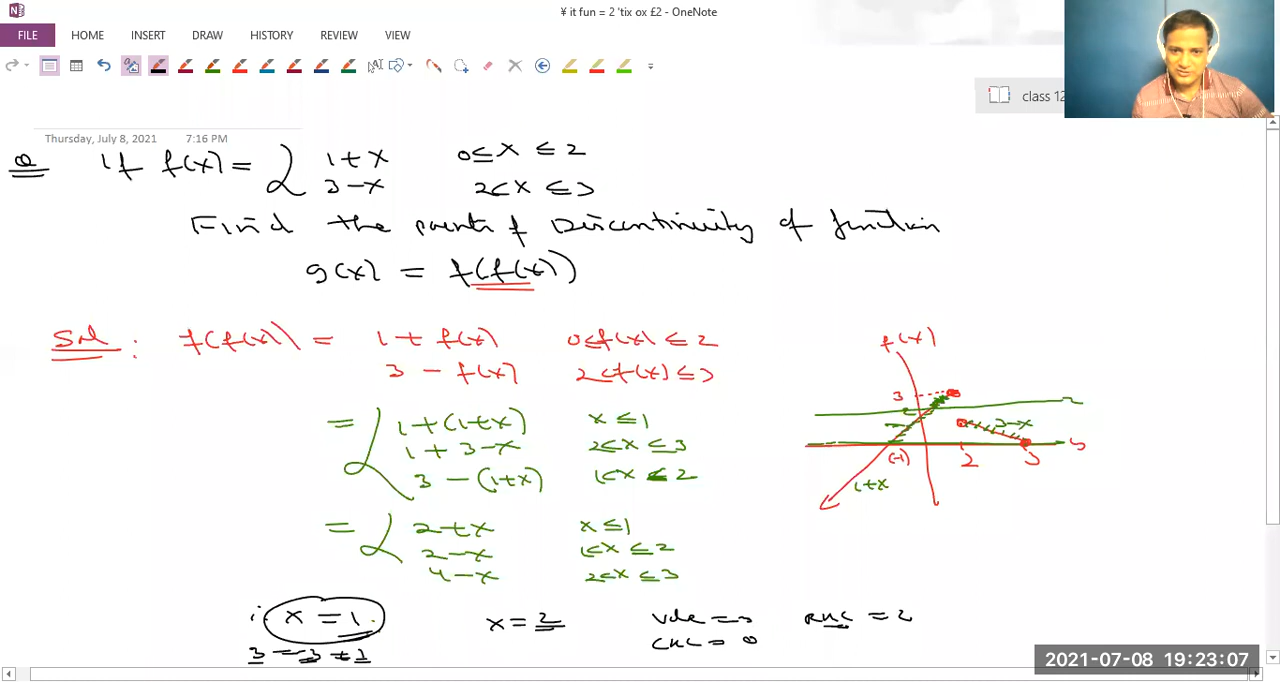 ¥ it fun = 2 'tix ox £2 - OneNote
FILE HOME INSERT DRAW HISTORY REVIEW VIEW
class 12
Thursday, July 8, 2021 7:16 PM
Q If f(x) = { 1+x 0≤x≤2
3-x 2<x≤3
Find the points of Discontinuity of function
g(x) = f(f(x))
Sol: f(f(x)) = 1+f(x) 0≤f(x)≤2
3-f(x) 2<f(x)≤3
= { 1+(1+x) x≤1
1+3-x 2<x≤3
3-(1+x) 1<x≤2
= { 2+x x≤1
2-x 1<x≤2
4-x 2<x≤3
f(x)
3
2
3-x
(-1) 2 3
1+x
x=1 x=2 RHL=2
3
2021-07-08 19:23:07